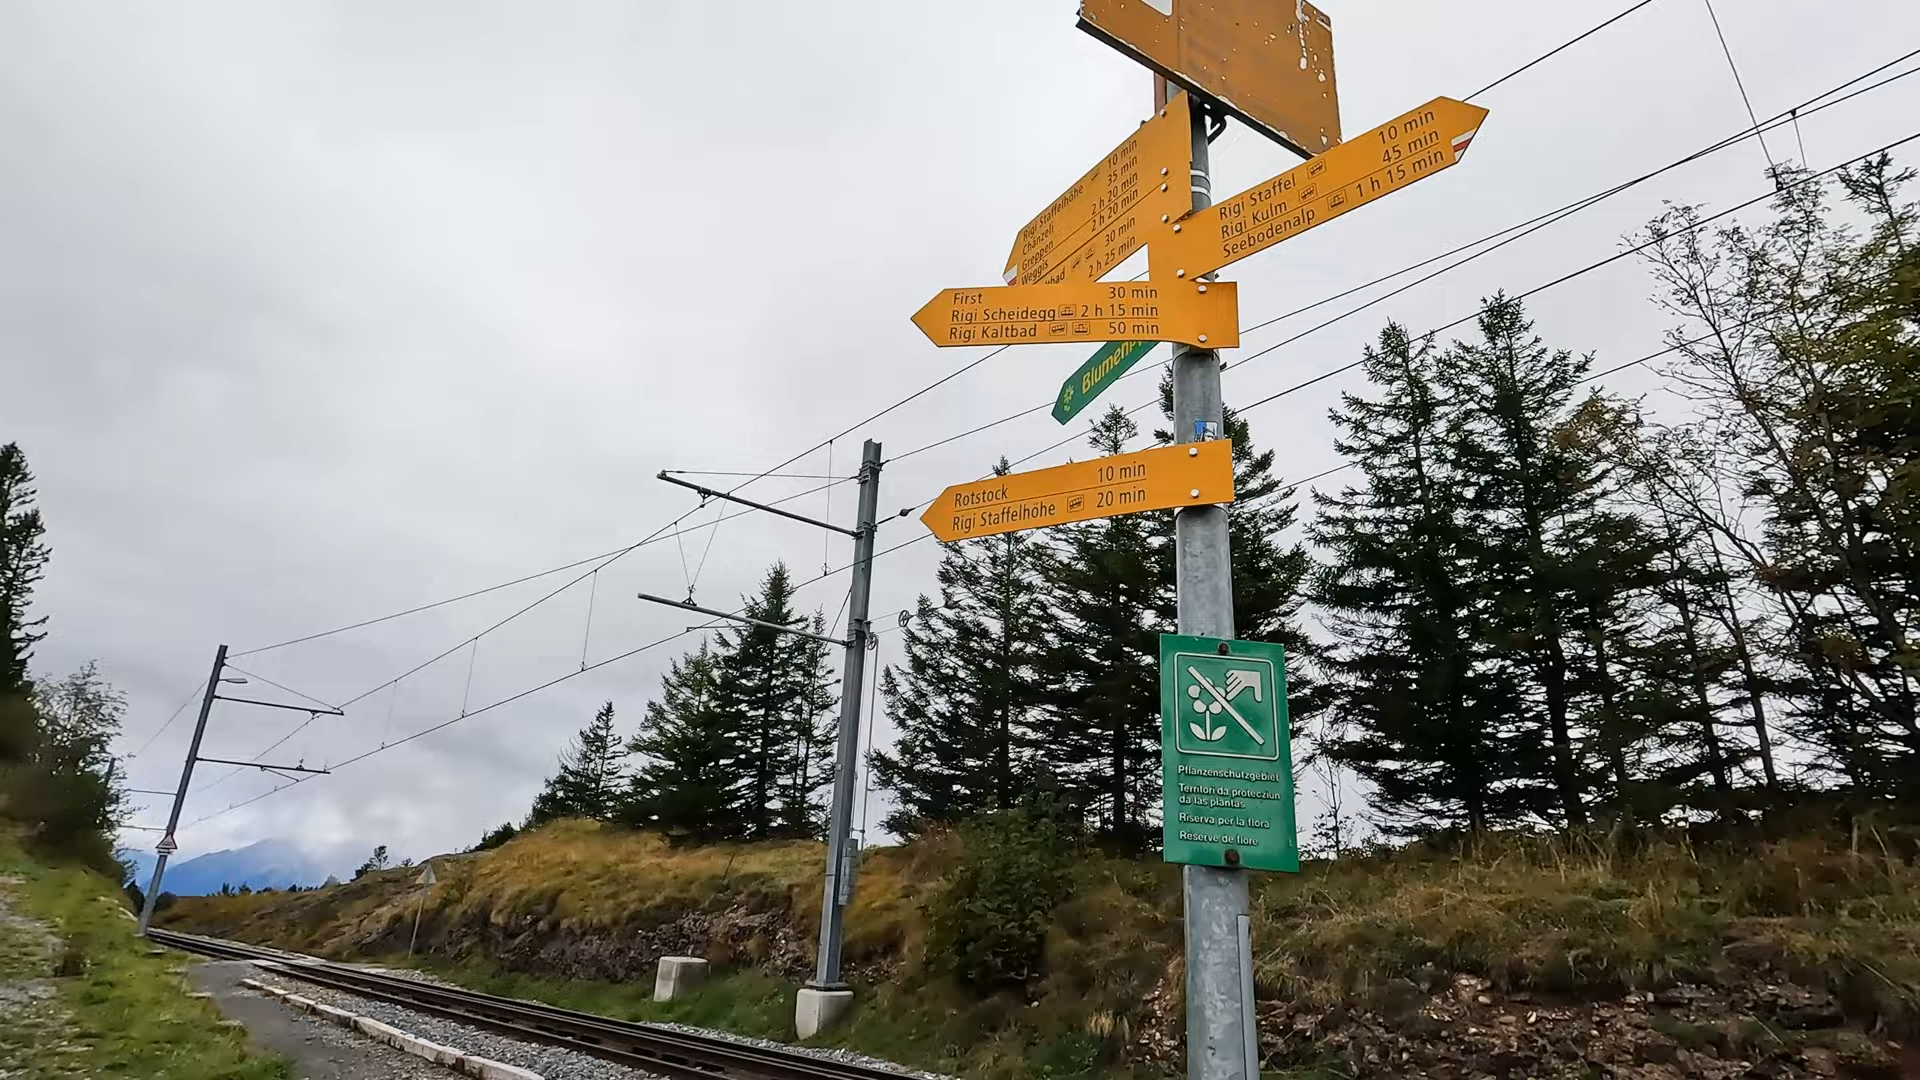 Rigi Staffelhöhe 10 min
Chänzeli 35 min
Greppen 2 h 20 min
Weggis 2 h 20 min
30 min
2 h 25 min
Rigi Staffel 10 min
Rigi Kulm 45 min
Seebodenalp 1 h 15 min
First 30 min
Rigi Scheidegg 2 h 15 min
Rigi Kaltbad 50 min
Rotstock 10 min
Rigi Staffelhöhe 20 min
Pflanzenschutzgebiet
Territori da protecziun
da las plantas
Riserva per la flora
Réserve de flore